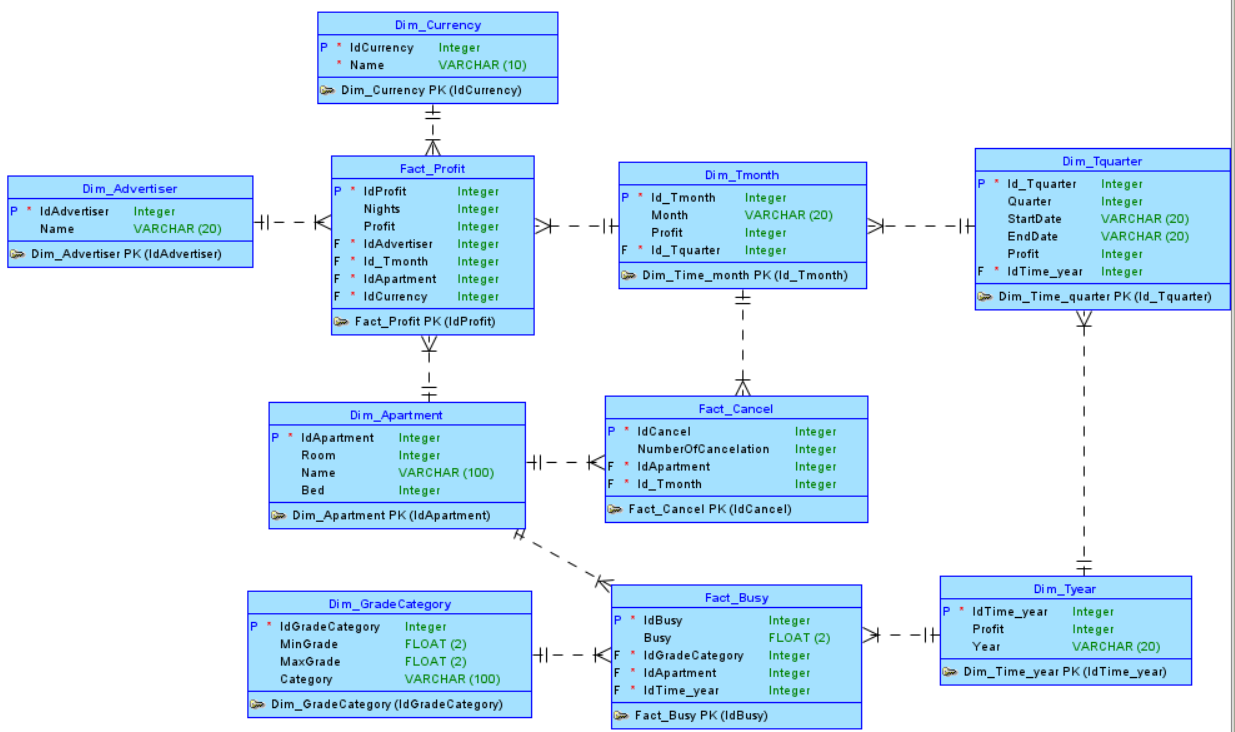 Dim_Currency
P * IdCurrency Integer
* Name VARCHAR (10)
Dim_Currency PK (IdCurrency)
Dim_Advertiser
P * IdAdvertiser Integer
Name VARCHAR (20)
Dim_Advertiser PK (IdAdvertiser)
Fact_Profit
P * IdProfit Integer
Nights Integer
Profit Integer
F * IdAdvertiser Integer
F * Id_Tmonth Integer
F * IdApartment Integer
F * IdCurrency Integer
Fact_Profit PK (IdProfit)
Dim_Tmonth
P * Id_Tmonth Integer
Month VARCHAR (20)
Profit Integer
F * Id_Tquarter Integer
Dim_Time_month PK (Id_Tmonth)
Dim_Tquarter
P * Id_Tquarter Integer
Quarter Integer
StartDate VARCHAR (20)
EndDate VARCHAR (20)
Profit Integer
F * IdTime_year Integer
Dim_Time_quarter PK (Id_Tquarter)
Dim_Apartment
P * IdApartment Integer
Room Integer
Name VARCHAR (100)
Bed Integer
Dim_Apartment PK (IdApartment)
Fact_Cancel
P * IdCancel Integer
NumberOfCancelation Integer
F * IdApartment Integer
F * Id_Tmonth Integer
Fact_Cancel PK (IdCancel)
Dim_GradeCategory
P * IdGradeCategory Integer
MinGrade FLOAT (2)
MaxGrade FLOAT (2)
Category VARCHAR (100)
Dim_GradeCategory (IdGradeCategory)
Fact_Busy
P * IdBusy Integer
Busy FLOAT (2)
F * IdGradeCategory Integer
F * IdApartment Integer
F * IdTime_year Integer
Fact_Busy PK (IdBusy)
Dim_Tyear
P * IdTime_year Integer
Profit Integer
Year VARCHAR (20)
Dim_Time_year PK (IdTime_year)